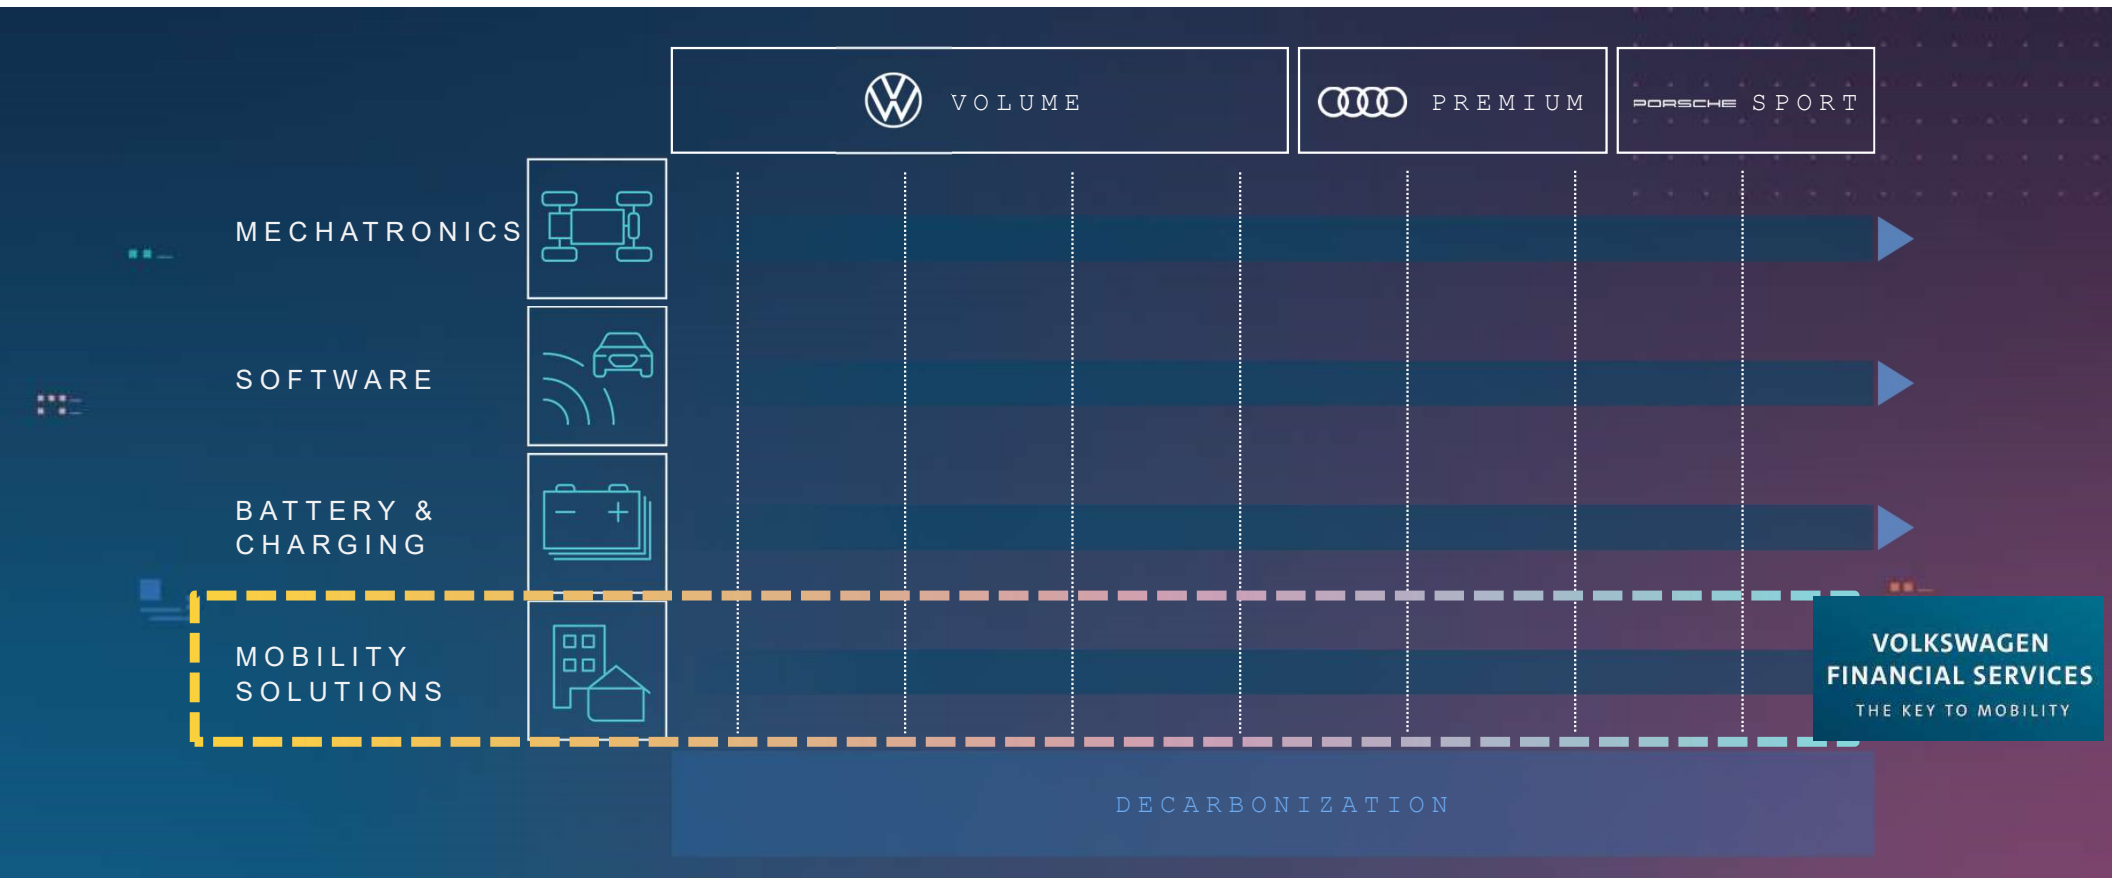 VOLUME
PREMIUM
PORSCHE SPORT
MECHATRONICS
SOFTWARE
BATTERY &
CHARGING
MOBILITY
SOLUTIONS
VOLKSWAGEN
FINANCIAL SERVICES
THE KEY TO MOBILITY
DECARBONIZATION